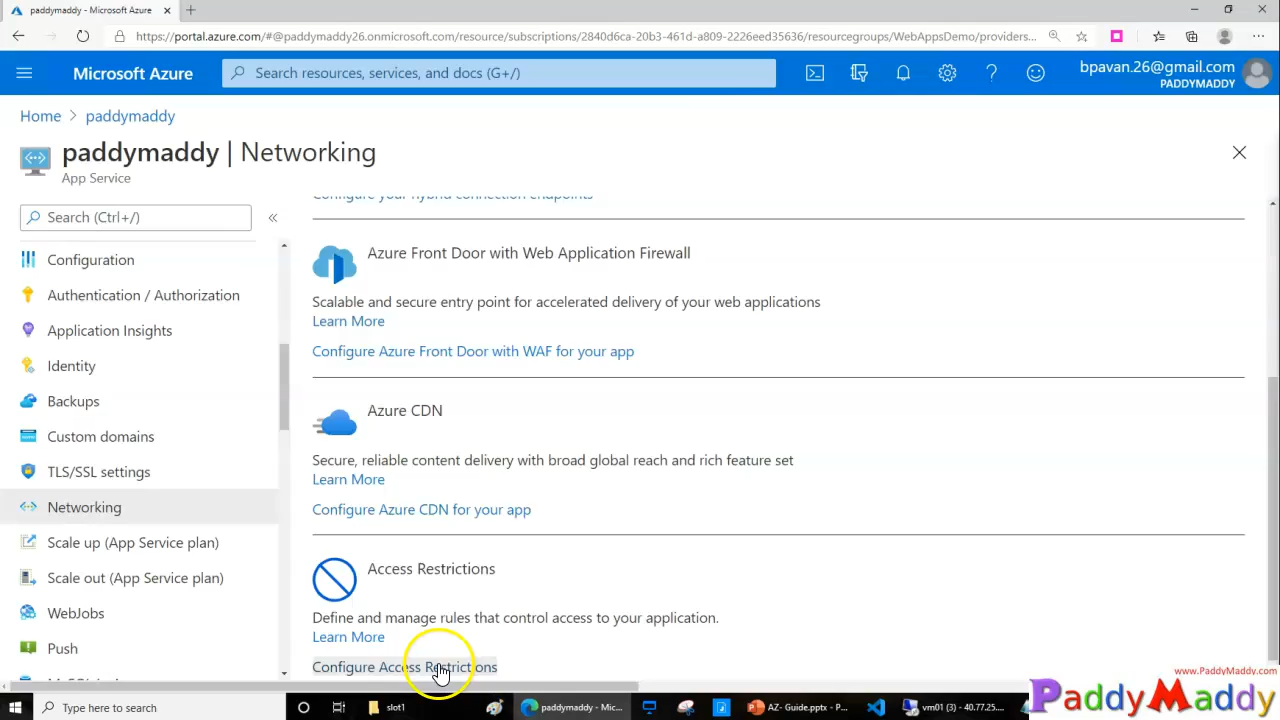 paddymaddy - Microsoft Azure
https://portal.azure.com/#@paddymaddy26.onmicrosoft.com/resource/subscriptions/2840d6ca-20b3-461d-a809-2226eed35636/resourcegroups/WebAppsDemo/providers...
Microsoft Azure
Search resources, services, and docs (G+/)
bpavan.26@gmail.com
PADDYMADDY
Home > paddymaddy
paddymaddy | Networking
App Service
Search (Ctrl+/)
«
Configuration
Authentication / Authorization
Application Insights
Identity
Backups
Custom domains
TLS/SSL settings
Networking
Scale up (App Service plan)
Scale out (App Service plan)
WebJobs
Push
Configure your hybrid connection endpoints
Azure Front Door with Web Application Firewall
Scalable and secure entry point for accelerated delivery of your web applications
Learn More
Configure Azure Front Door with WAF for your app
Azure CDN
Secure, reliable content delivery with broad global reach and rich feature set
Learn More
Configure Azure CDN for your app
Access Restrictions
Define and manage rules that control access to your application.
Learn More
Configure Access Restrictions
www.PaddyMaddy.com
PaddyMaddy
Type here to search
slot1
paddymaddy - Mic...
AZ- Guide.pptx - P...
vm01 (3) - 40.77.25...